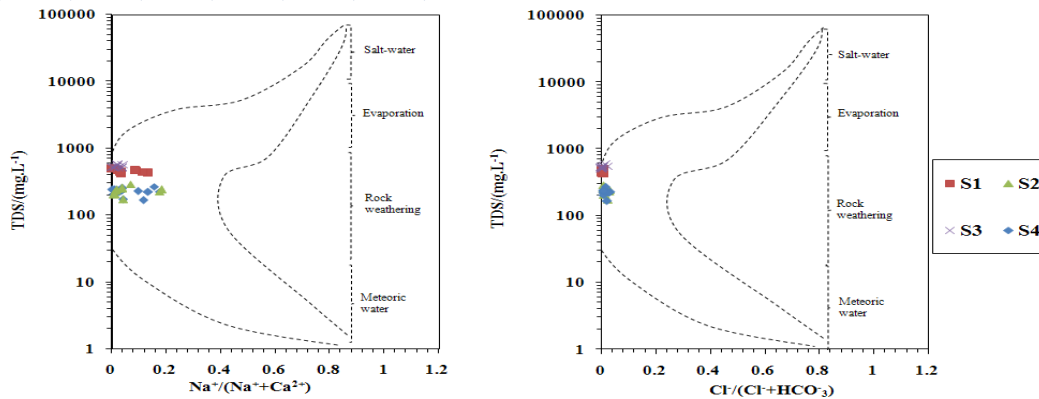 100000
10000
1000
100
10
1
TDS/(mg.L-1)
0
0.2
0.4
0.6
0.8
1
1.2
Na+/(Na++Ca2+)
Salt-water
Evaporation
Rock
weathering
Meteoric
water
100000
10000
1000
100
10
1
TDS/(mg.L-1)
0
0.2
0.4
0.6
0.8
1
1.2
Cl-/(Cl-+HCO-3)
Salt-water
Evaporation
Rock
weathering
Meteoric
water
S1 S2
S3 S4